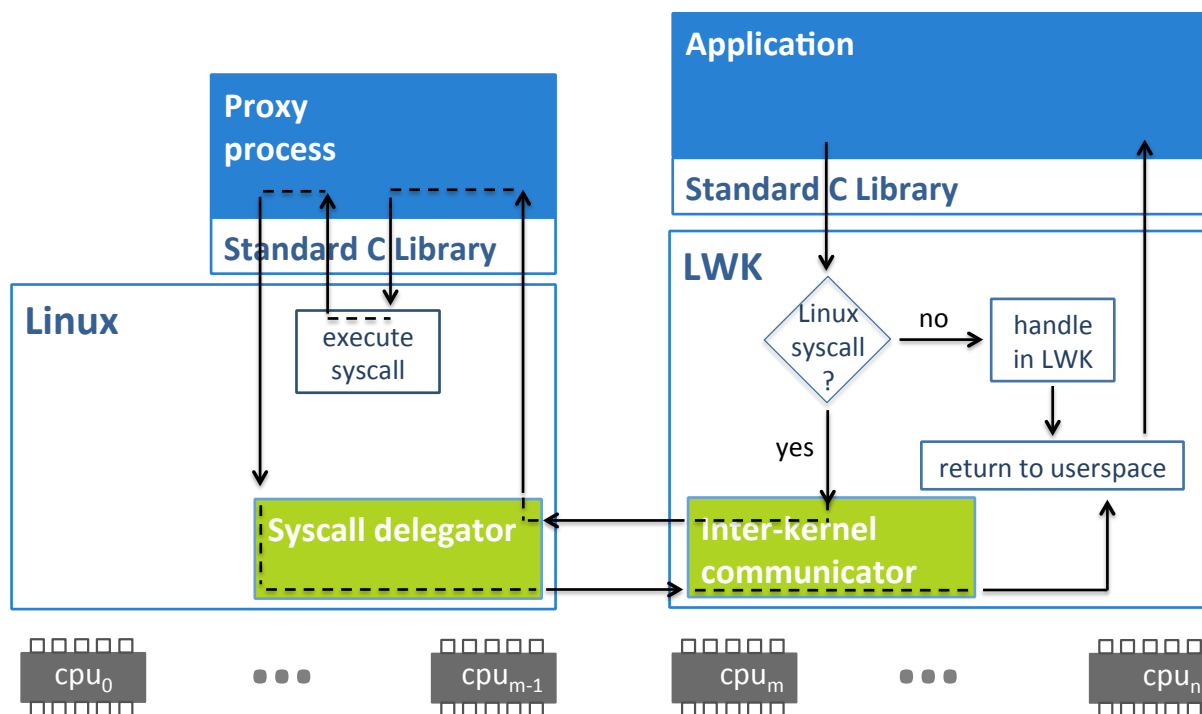 Proxy
process
Standard C Library
Linux
execute
syscall
Syscall delegator
Application
Standard C Library
LWK
Linux
syscall
?
no
handle
in LWK
yes
return to userspace
Inter-kernel
communicator
cpu0
cpum-1
cpum
cpun